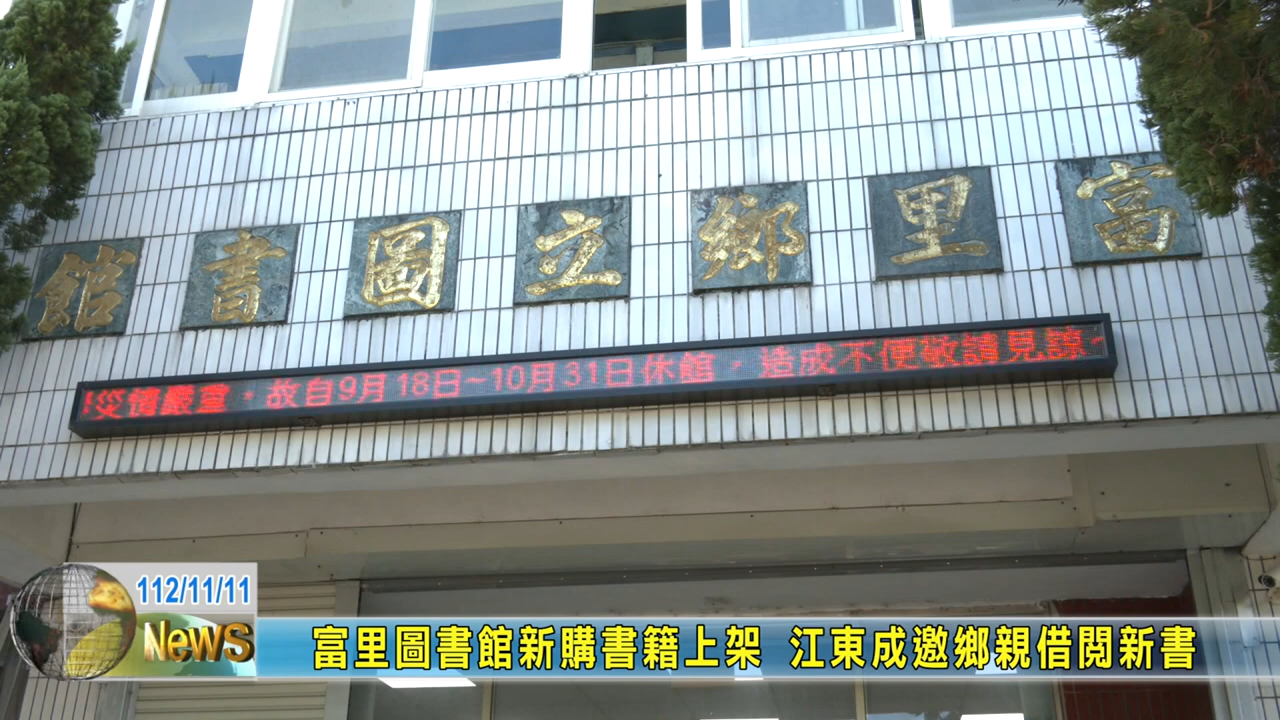 富里鄉立圖書館
災情嚴重，故自9月18日~10月31日休館，造成不便敬請見諒~
112/11/11
News
富里圖書館新購書籍上架 江東成邀鄉親借閱新書